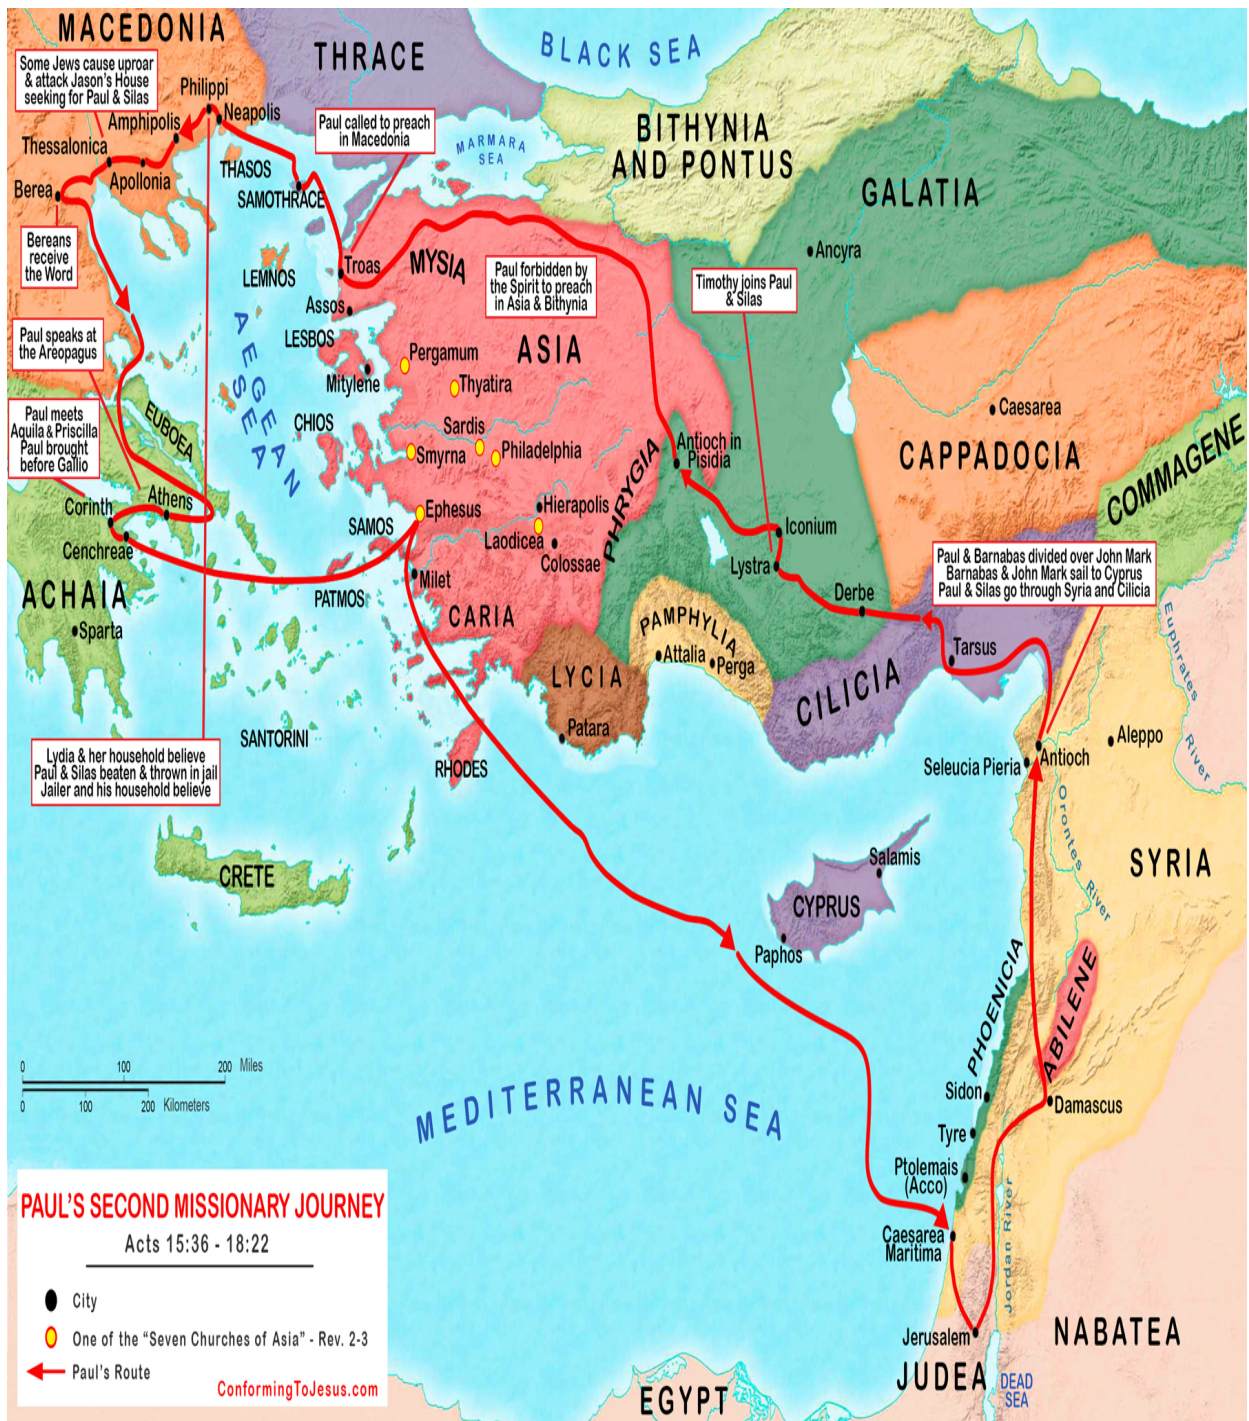 MACEDONIA
THRACE
BLACK SEA
Some Jews cause uproar
& attack Jason's House
seeking for Paul & Silas
Philippi
Neapolis
Amphipolis
Thessalonica
Apollonia
Berea
THASOS
SAMOTHRACE
Paul called to preach
in Macedonia
MARMARA
SEA
BITHYNIA
AND PONTUS
GALATIA
Ancyra
Bereans
receive
the Word
LEMNOS
Troas
MYSIA
Assos
Paul forbidden by
the Spirit to preach
in Asia & Bithynia
Timothy joins Paul
& Silas
Paul speaks at
the Areopagus
AEGEAN
SEA
LESBOS
Mitylene
ASIA
Pergamum
Thyatira
Sardis
Philadelphia
Smyrna
CHIOS
EUBOEA
Paul meets
Aquila & Priscilla
Paul brought
before Gallio
Caesarea
CAPPADOCIA
COMMAGENE
Antioch in
Pisidia
PHRYGIA
Corinth
Athens
Cenchreae
Ephesus
Hierapolis
Laodicea
Colossae
SAMOS
Iconium
Lystra
Derbe
Paul & Barnabas divided over John Mark
Barnabas & John Mark sail to Cyprus
Paul & Silas go through Syria and Cilicia
ACHAIA
Sparta
PATMOS
Milet
CARIA
PAMPHYLIA
Attalia
Perga
LYCIA
Patara
CILICIA
Tarsus
Euphrates
River
SANTORINI
RHODES
Lydia & her household believe
Paul & Silas beaten & thrown in jail
Jailer and his household believe
Seleucia Pieria
Antioch
Aleppo
Orontes River
CRETE
Salamis
CYPRUS
Paphos
SYRIA
PHOENICIA
ABILENE
0 100 200 Miles
0 100 200 Kilometers
MEDITERRANEAN SEA
Sidon
Damascus
Tyre
Ptolemais
(Acco)
Jordan River
Caesarea
Maritima
Jerusalem
JUDEA
DEAD
SEA
NABATEA
EGYPT
PAUL'S SECOND MISSIONARY JOURNEY
Acts 15:36 - 18:22
City
One of the "Seven Churches of Asia" - Rev. 2-3
Paul's Route
ConformingToJesus.com